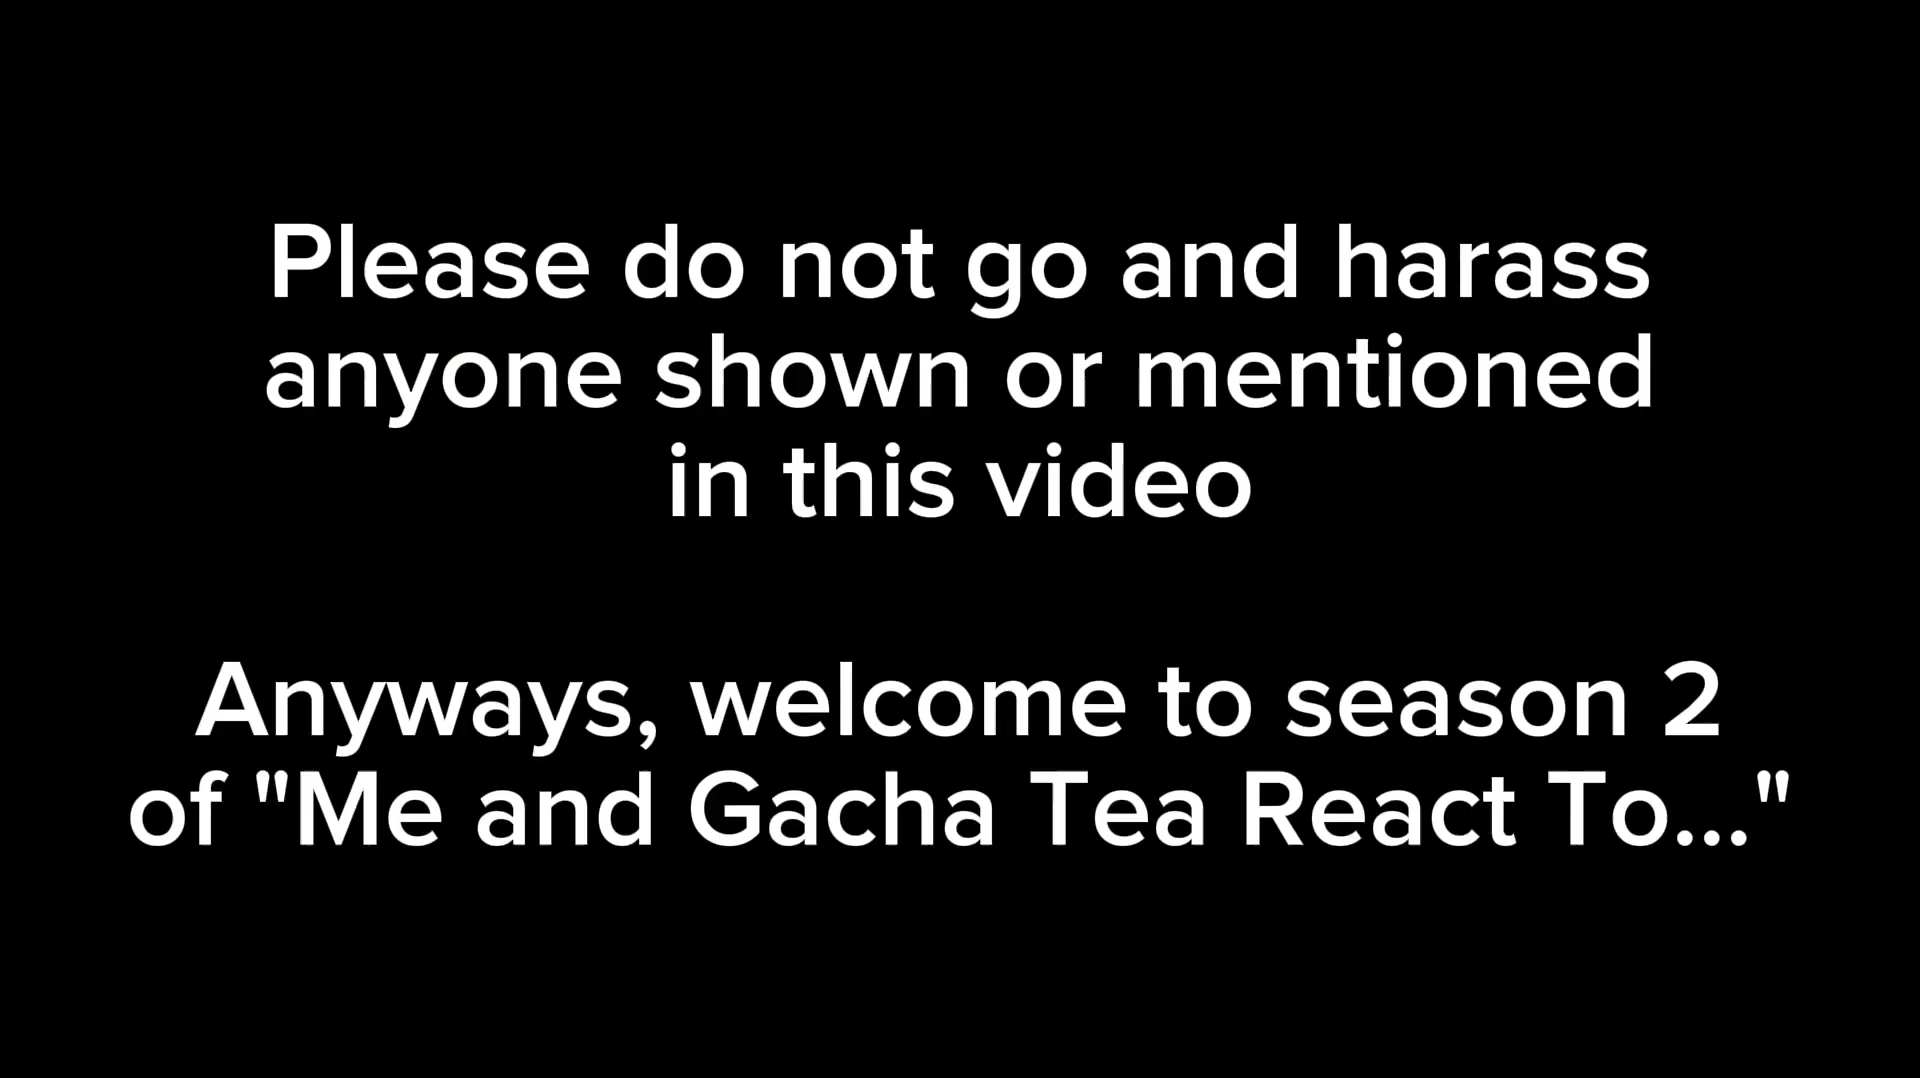 Please do not go and harass
anyone shown or mentioned
in this video
Anyways, welcome to season 2
of "Me and Gacha Tea React To..."